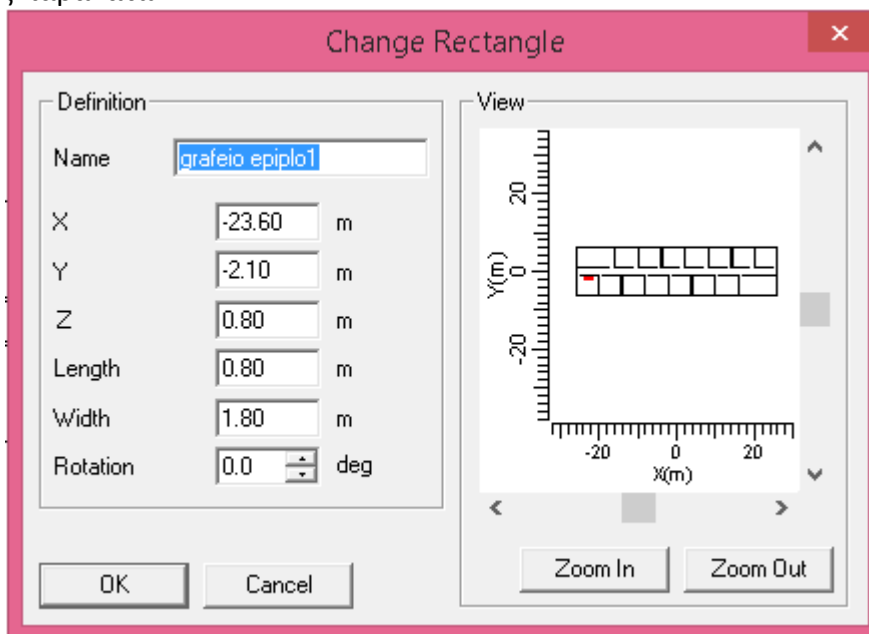 Change Rectangle
Definition
Name grafeio epiplo1
X -23.60 m
Y -2.10 m
Z 0.80 m
Length 0.80 m
Width 1.80 m
Rotation 0.0 deg
OK Cancel
View
20
0
-20
Y(m)
-20 0 20
X(m)
Zoom In Zoom Out